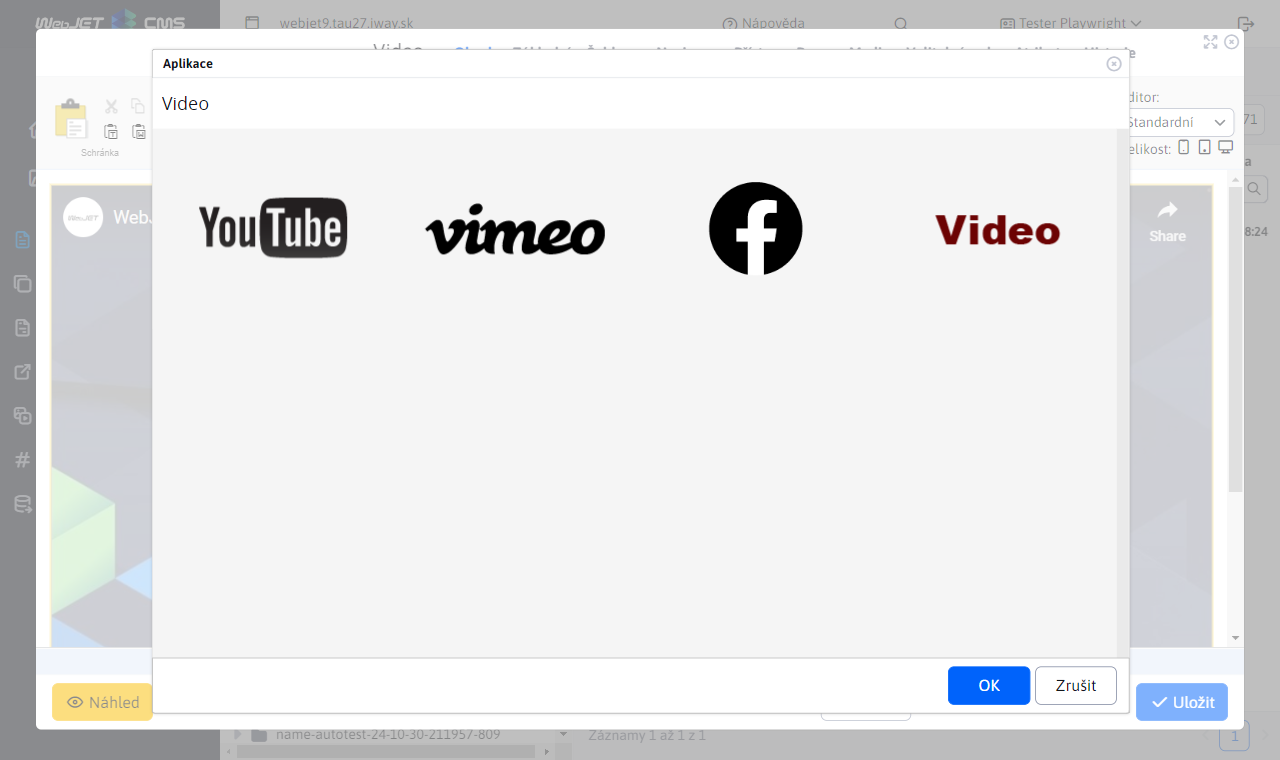 WebJET CMS
webjet9.tau27.iway.sk
Nápověda
Tester Playwright
Aplikace
Video
YouTube
vimeo
Video
ditor:
Standardní
71
elikost:
Schránka
Share
8:24
OK
Zrušit
Náhled
Uložit
name-autotest-24-10-30-211957-809
Záznamy 1 až 1 z 1
1